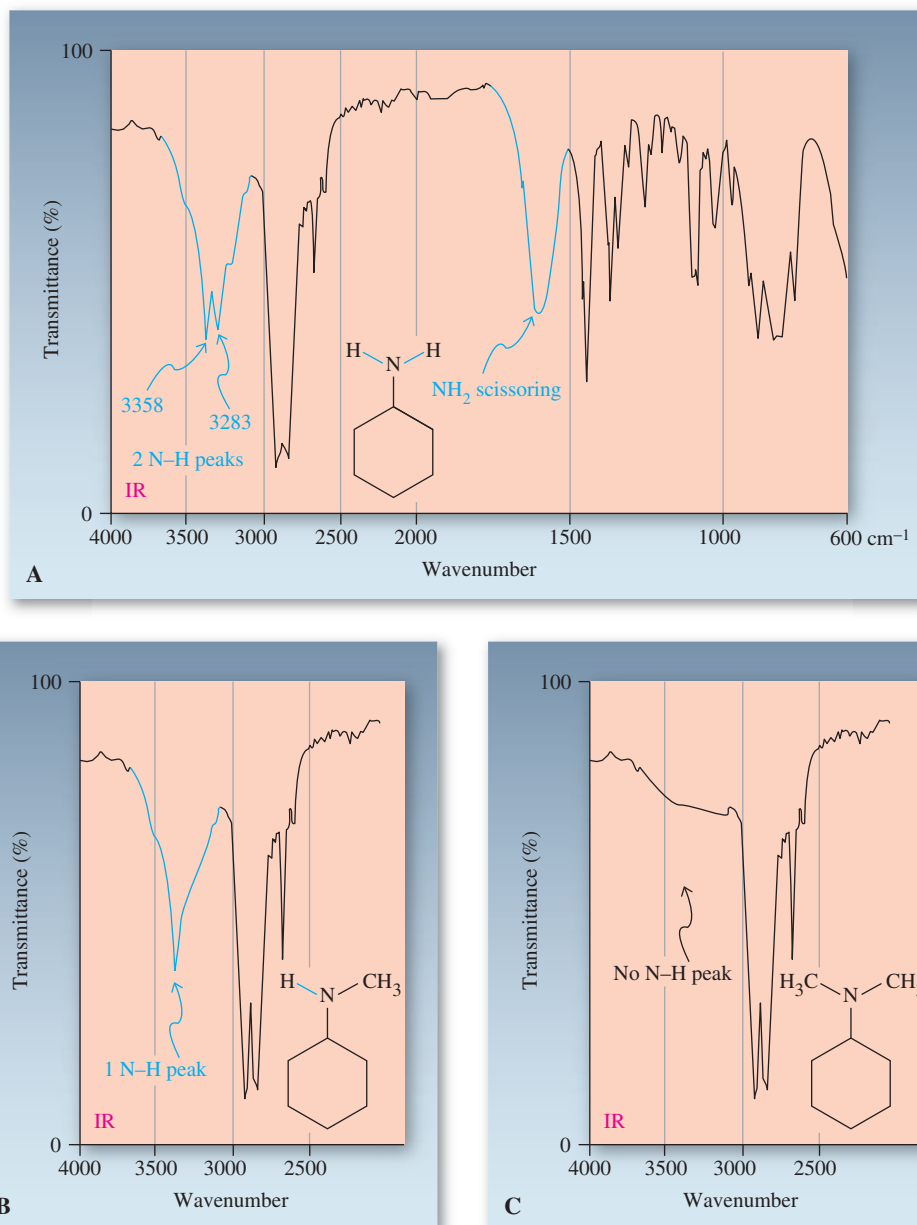 100
Transmittance (%)
H N H
NH2 scissoring
3358
3283
2 N–H peaks
IR
0
4000 3500 3000 2500 2000 1500 1000 600 cm–1
Wavenumber
A
100
Transmittance (%)
H N CH3
1 N–H peak
IR
0
4000 3500 3000 2500
Wavenumber
B
100
Transmittance (%)
No N–H peak
H3C N CH3
IR
0
4000 3500 3000 2500
Wavenumber
C